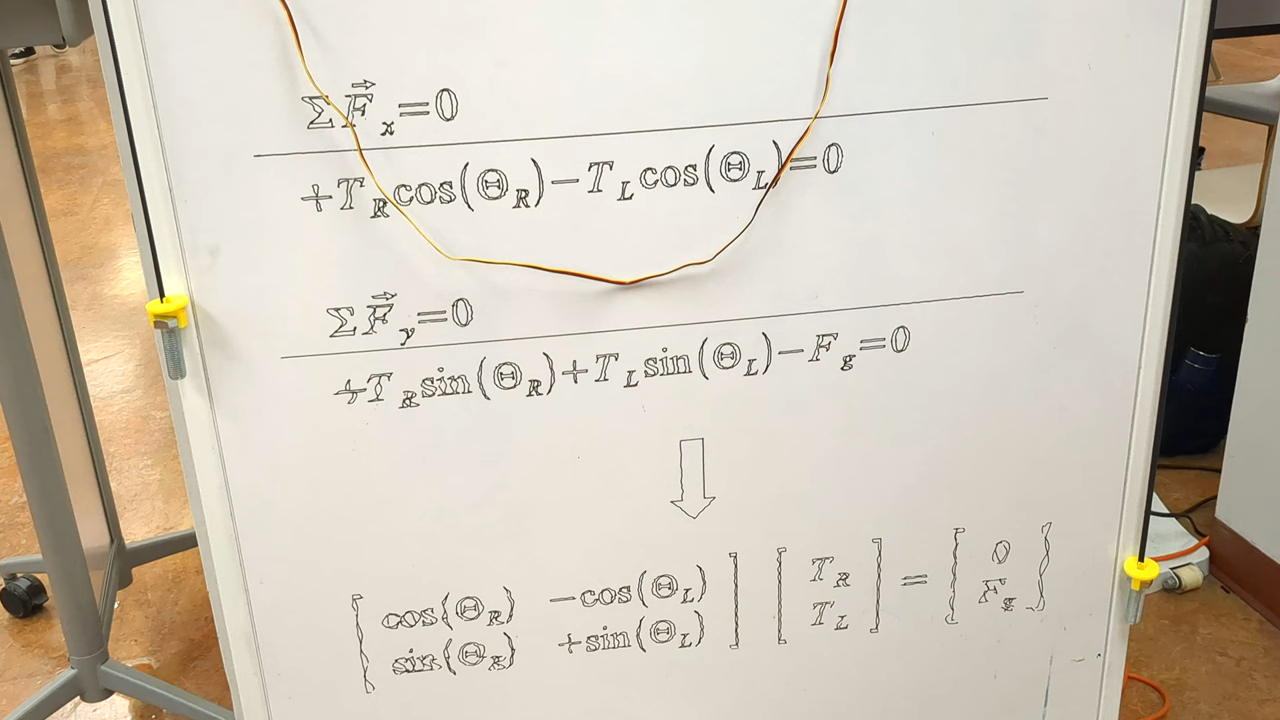 ΣF⃗ₓ=0
+T_R cos(Θ_R)−T_L cos(Θ_L)=0
ΣF⃗_y=0
+T_R sin(Θ_R)+T_L sin(Θ_L)−F_g=0
[cos(Θ_R) −cos(Θ_L)] [T_R] = [0]
[sin(Θ_R) +sin(Θ_L)] [T_L] [F_g]